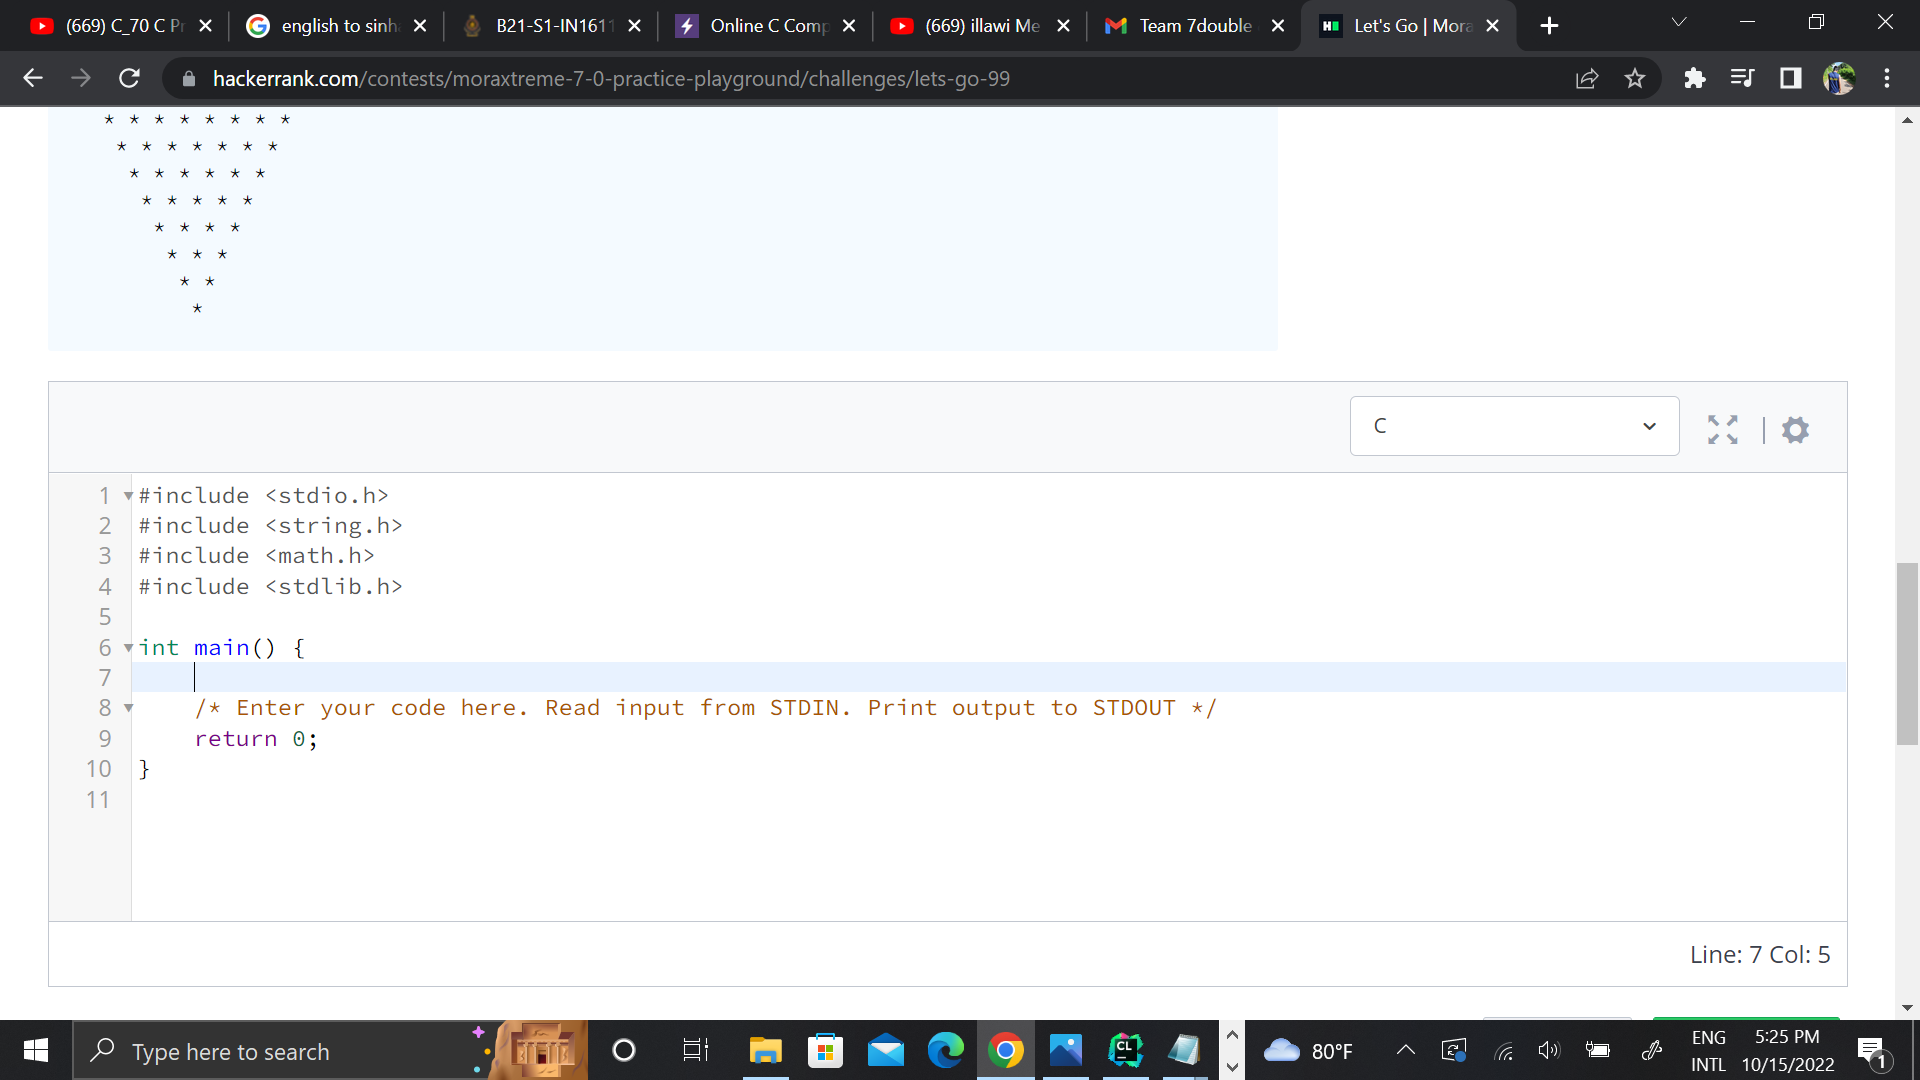 (669) C_70 C Pr
english to sinh
B21-S1-IN1611
Online C Comp
(669) illawi Me
Team 7double
Let's Go | Mora
hackerrank.com/contests/moraxtreme-7-0-practice-playground/challenges/lets-go-99
* * * * * * * *
* * * * * * *
* * * * * *
* * * * *
* * * *
* * *
* *
*
C
1 #include <stdio.h>
2 #include <string.h>
3 #include <math.h>
4 #include <stdlib.h>
5
6 int main() {
7
8 /* Enter your code here. Read input from STDIN. Print output to STDOUT */
9 return 0;
10 }
11
Line: 7 Col: 5
Type here to search
CL
80°F
ENG
INTL
5:25 PM
10/15/2022
1